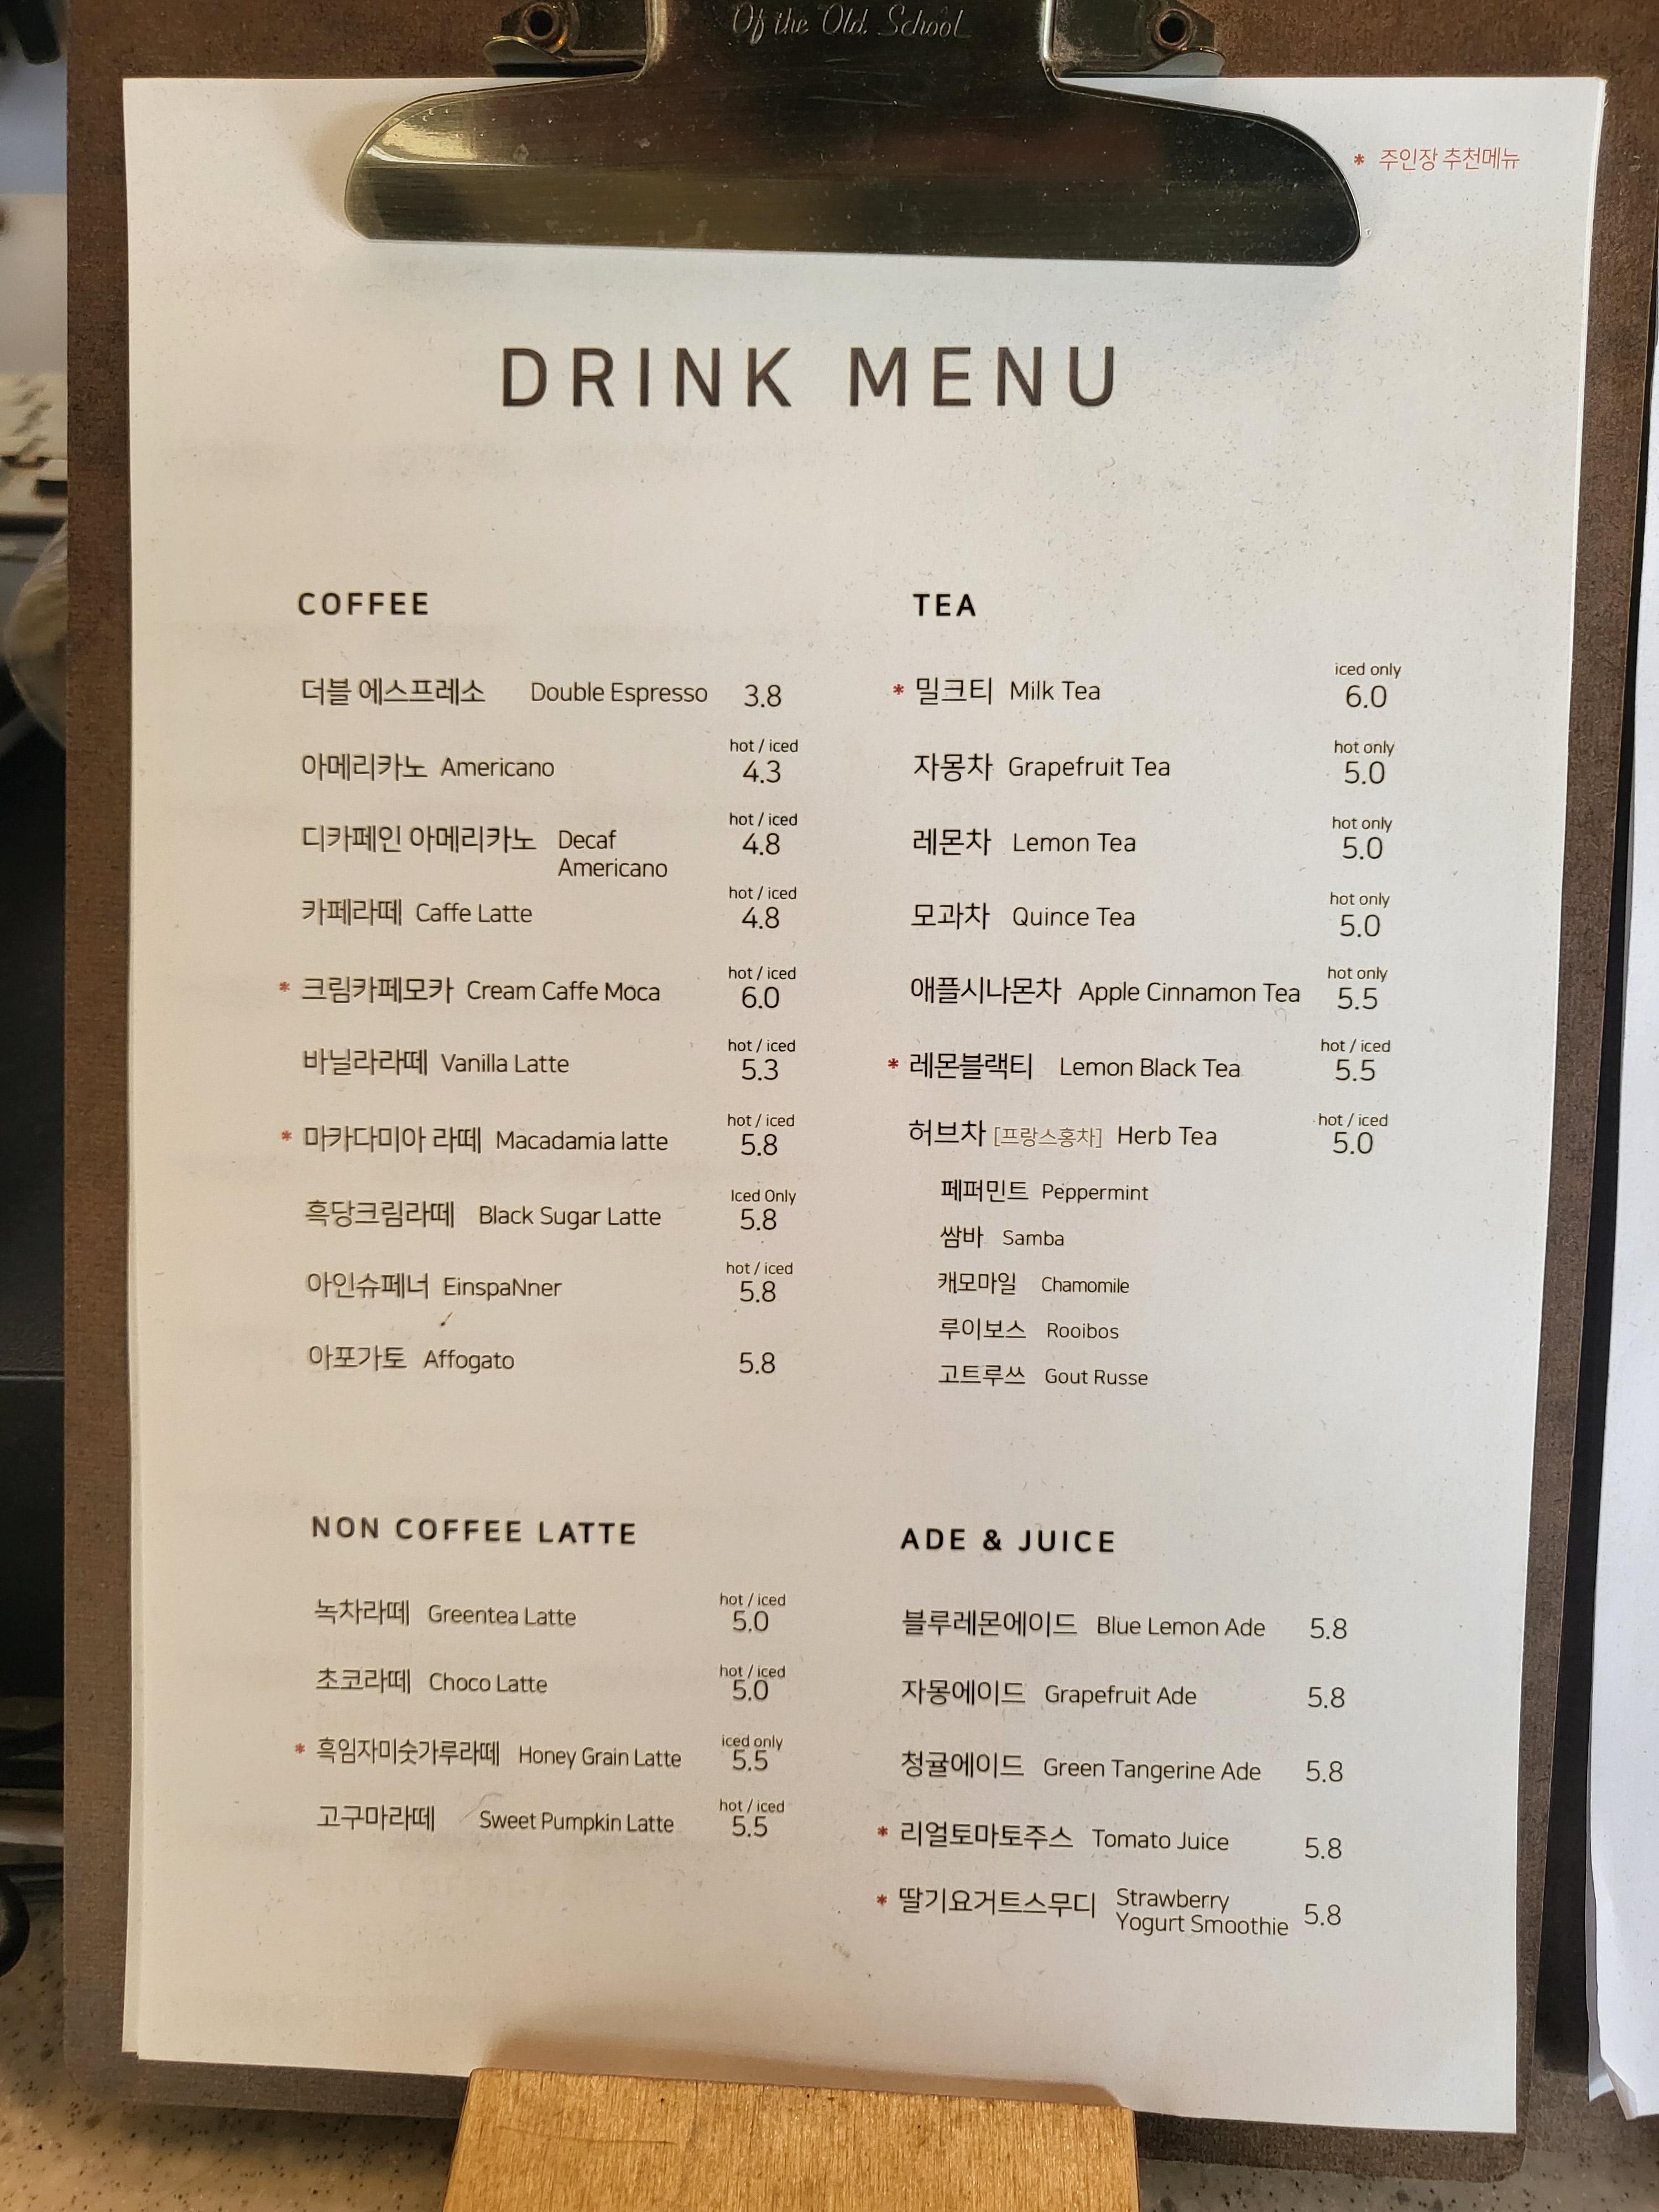 Of the Old School
* 주인장 추천메뉴
DRINK MENU
COFFEE
더블 에스프레소 Double Espresso 3.8
hot / iced
아메리카노 Americano 4.3
hot / iced
디카페인 아메리카노 Decaf 4.8
Americano
hot / iced
카페라떼 Caffe Latte 4.8
hot / iced
* 크림카페모카 Cream Caffe Moca 6.0
hot / iced
바닐라라떼 Vanilla Latte 5.3
hot / iced
* 마카다미아 라떼 Macadamia latte 5.8
Iced Only
흑당크림라떼 Black Sugar Latte 5.8
hot / iced
아인슈페너 EinspaNner 5.8
아포가토 Affogato 5.8
TEA
iced only
* 밀크티 Milk Tea 6.0
hot only
자몽차 Grapefruit Tea 5.0
hot only
레몬차 Lemon Tea 5.0
hot only
모과차 Quince Tea 5.0
hot only
애플시나몬차 Apple Cinnamon Tea 5.5
hot / iced
* 레몬블랙티 Lemon Black Tea 5.5
hot / iced
허브차 [프랑스홍차] Herb Tea 5.0
페퍼민트 Peppermint
쌈바 Samba
캐모마일 Chamomile
루이보스 Rooibos
고트루쓰 Gout Russe
NON COFFEE LATTE
hot / iced
녹차라떼 Greentea Latte 5.0
hot / iced
초코라떼 Choco Latte 5.0
iced only
* 흑임자미숫가루라떼 Honey Grain Latte 5.5
hot / iced
고구마라떼 Sweet Pumpkin Latte 5.5
ADE & JUICE
블루레몬에이드 Blue Lemon Ade 5.8
자몽에이드 Grapefruit Ade 5.8
청귤에이드 Green Tangerine Ade 5.8
* 리얼토마토주스 Tomato Juice 5.8
* 딸기요거트스무디 Strawberry 5.8
Yogurt Smoothie